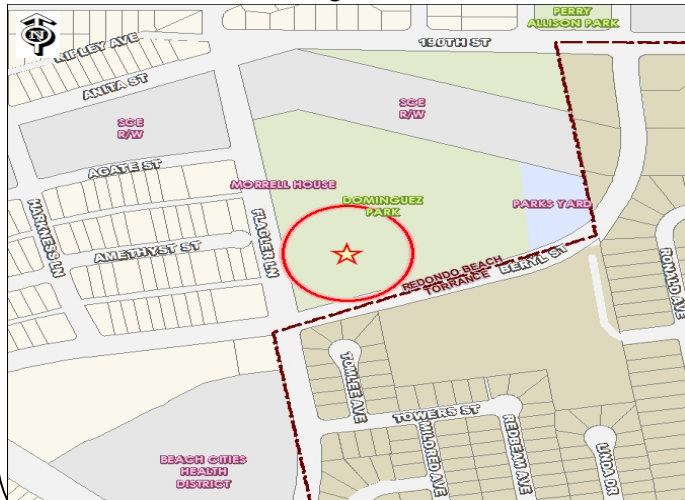 PERRY
ALLISON PARK
N
RIPLEY AVE
190TH ST
ANITA ST
SCE
R/W
SCE
R/W
AGATE ST
MORRELL HOUSE
DOMINGUEZ
PARK
PARKS YARD
HARKNESS LN
FLAGLER LN
AMETHYST ST
REDONDO BEACH
TORRANCE
BERYL ST
RONALD AVE
TOMLEE AVE
TOWERS ST
MILDRED AVE
REDBEAM AVE
LINDA DR
BEACH CITIES
HEALTH
DISTRICT